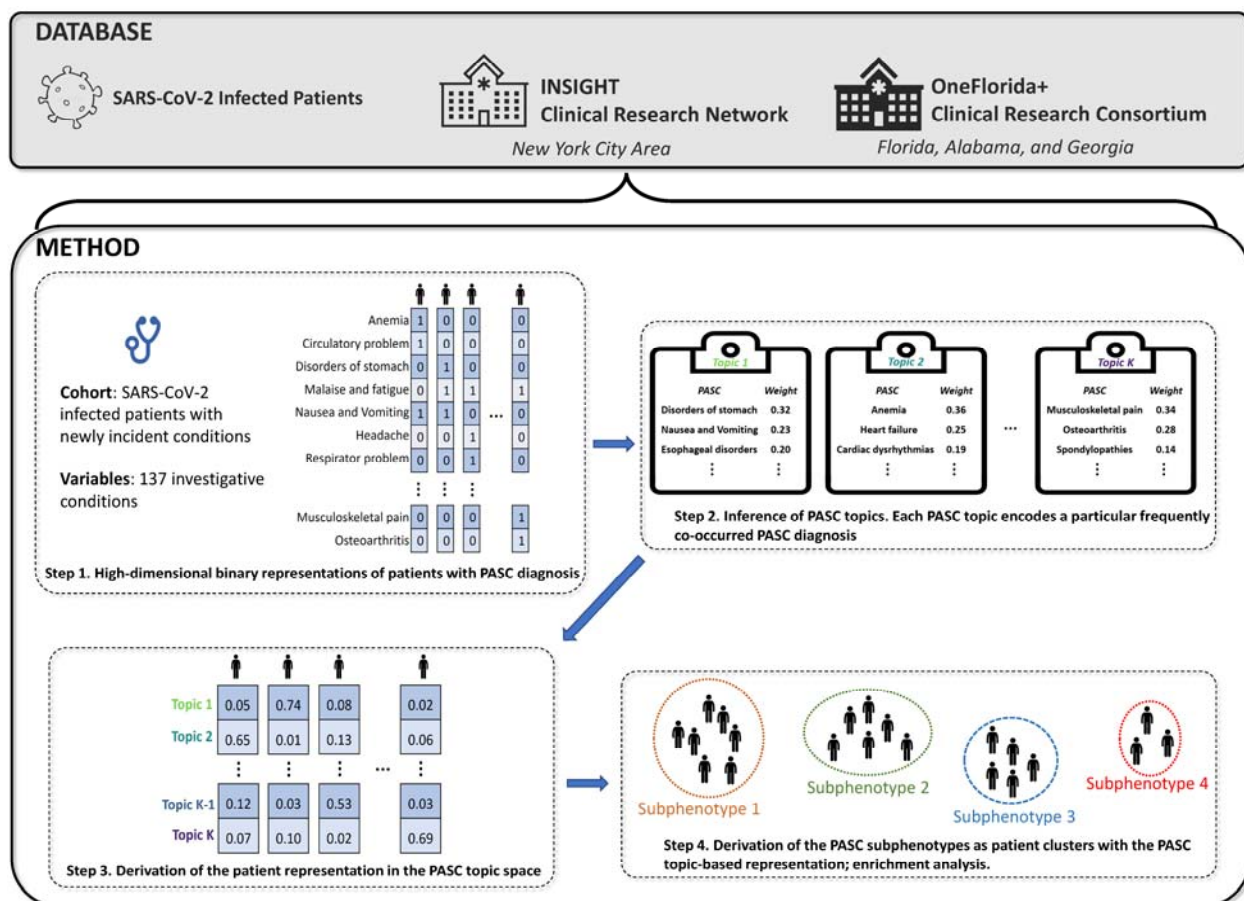 DATABASE
SARS-CoV-2 Infected Patients
INSIGHT
Clinical Research Network
New York City Area
OneFlorida+
Clinical Research Consortium
Florida, Alabama, and Georgia
METHOD
Cohort: SARS-CoV-2
infected patients with
newly incident conditions
Variables: 137 investigative
conditions
Anemia 1 0 0 0
Circulatory problem 1 0 0 0
Disorders of stomach 0 1 0 0
Malaise and fatigue 0 1 1 1
Nausea and Vomiting 1 1 0 ... 0
Headache 0 0 1 0
Respirator problem 0 0 1 0
⋮ ⋮ ⋮ ⋮
Musculoskeletal pain 0 0 0 1
Osteoarthritis 0 0 0 1
Step 1. High-dimensional binary representations of patients with PASC diagnosis
Topic 1
PASC Weight
Disorders of stomach 0.32
Nausea and Vomiting 0.23
Esophageal disorders 0.20
⋮ ⋮
Topic 2
PASC Weight
Anemia 0.36
Heart failure 0.25
Cardiac dysrhythmias 0.19
⋮ ⋮
...
Topic K
PASC Weight
Musculoskeletal pain 0.34
Osteoarthritis 0.28
Spondylopathies 0.14
⋮ ⋮
Step 2. Inference of PASC topics. Each PASC topic encodes a particular frequently
co-occurred PASC diagnosis
Topic 1 0.05 0.74 0.08 0.02
Topic 2 0.65 0.01 0.13 0.06
⋮ ⋮ ⋮ ⋮ ... ⋮
Topic K-1 0.12 0.03 0.53 0.03
Topic K 0.07 0.10 0.02 0.69
Step 3. Derivation of the patient representation in the PASC topic space
Subphenotype 1
Subphenotype 2
Subphenotype 3
Subphenotype 4
Step 4. Derivation of the PASC subphenotypes as patient clusters with the PASC
topic-based representation; enrichment analysis.